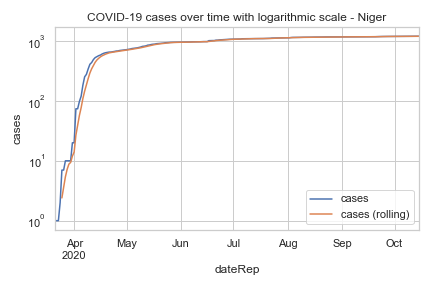 COVID-19 cases over time with logarithmic scale - Niger
cases
10³
10²
10¹
10⁰
cases
cases (rolling)
Apr May Jun Jul Aug Sep Oct
2020
dateRep